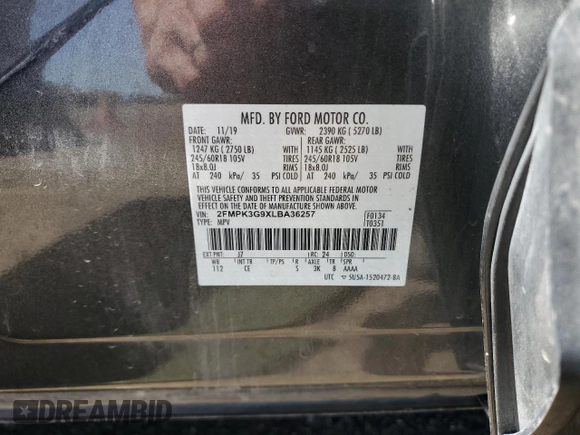 MFD. BY FORD MOTOR CO.
DATE: 11/19 GVWR: 2390 KG ( 5270 LB)
FRONT GAWR: REAR GAWR:
1247 KG ( 2750 LB) WITH 1145 KG ( 2525 LB) WITH
245/60R18 105V TIRES 245/60R18 105V TIRES
18x8.0J RIMS 18x8.0J RIMS
AT 240 kPa/ 35 PSI COLD AT 240 kPa/ 35 PSI COLD
THIS VEHICLE CONFORMS TO ALL APPLICABLE FEDERAL MOTOR
VEHICLE SAFETY AND THEFT PREVENTION STANDARDS IN
EFFECT ON THE DATE OF MANUFACTURE SHOWN ABOVE.
VIN: 2FMPK3G9XLBA36257 F0134
TYPE: MPV T0351
EXT PNT: J7 RC: 24 DSO:
WB INT TR TP/PS R AXLE TR SPR
112 CE S 3K 8 AAAA
UTC 5U5A-1520472-BA
DREAMBID